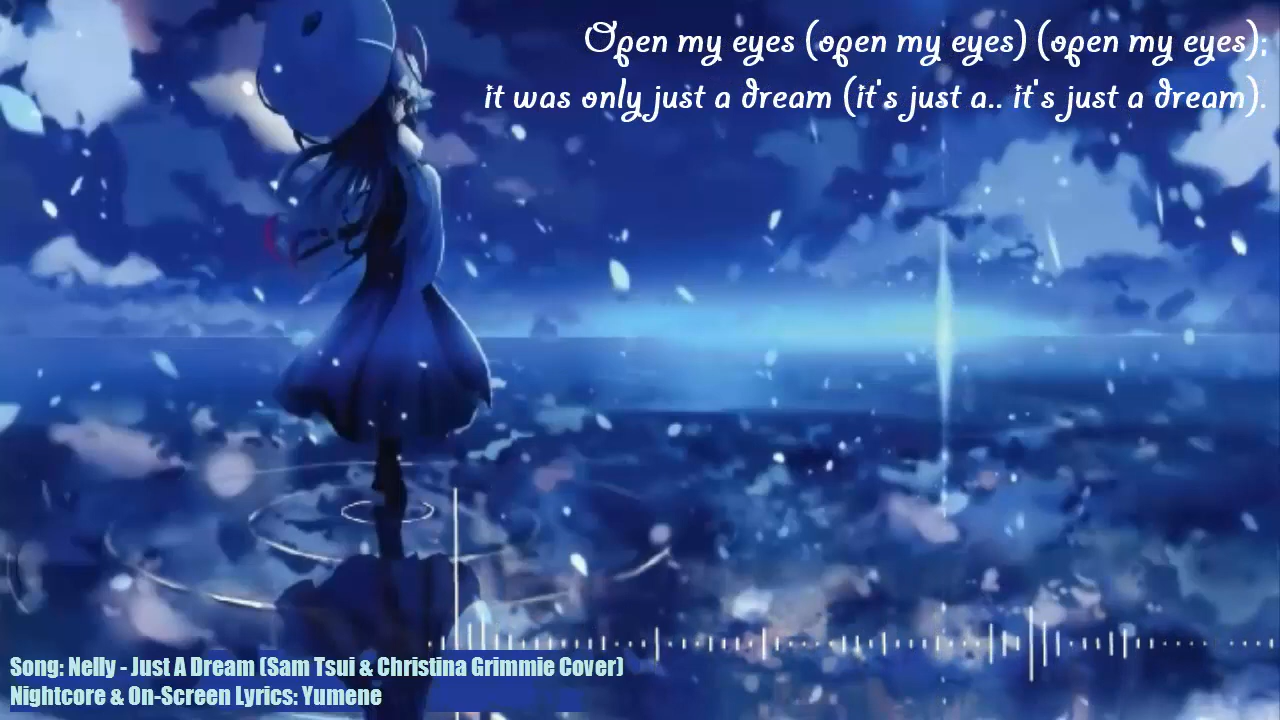 Open my eyes (open my eyes) (open my eyes);
it was only just a dream (it's just a.. it's just a dream).
Song: Nelly - Just A Dream (Sam Tsui & Christina Grimmie Cover)
Nightcore & On-Screen Lyrics: Yumene